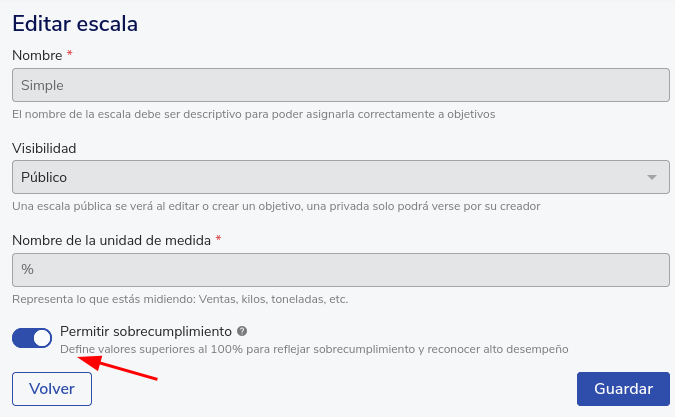 Editar escala
Nombre *
Simple
El nombre de la escala debe ser descriptivo para poder asignarla correctamente a objetivos
Visibilidad
Público
Una escala pública se verá al editar o crear un objetivo, una privada solo podrá verse por su creador
Nombre de la unidad de medida *
%
Representa lo que estás midiendo: Ventas, kilos, toneladas, etc.
Permitir sobrecumplimiento ?
Define valores superiores al 100% para reflejar sobrecumplimiento y reconocer alto desempeño
Volver
Guardar